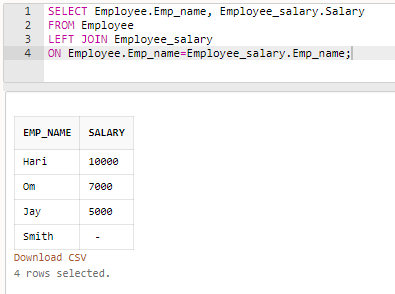 1 SELECT Employee.Emp_name, Employee_salary.Salary
2 FROM Employee
3 LEFT JOIN Employee_salary
4 ON Employee.Emp_name=Employee_salary.Emp_name;
EMP_NAME SALARY
Hari 10000
Om 7000
Jay 5000
Smith -
Download CSV
4 rows selected.